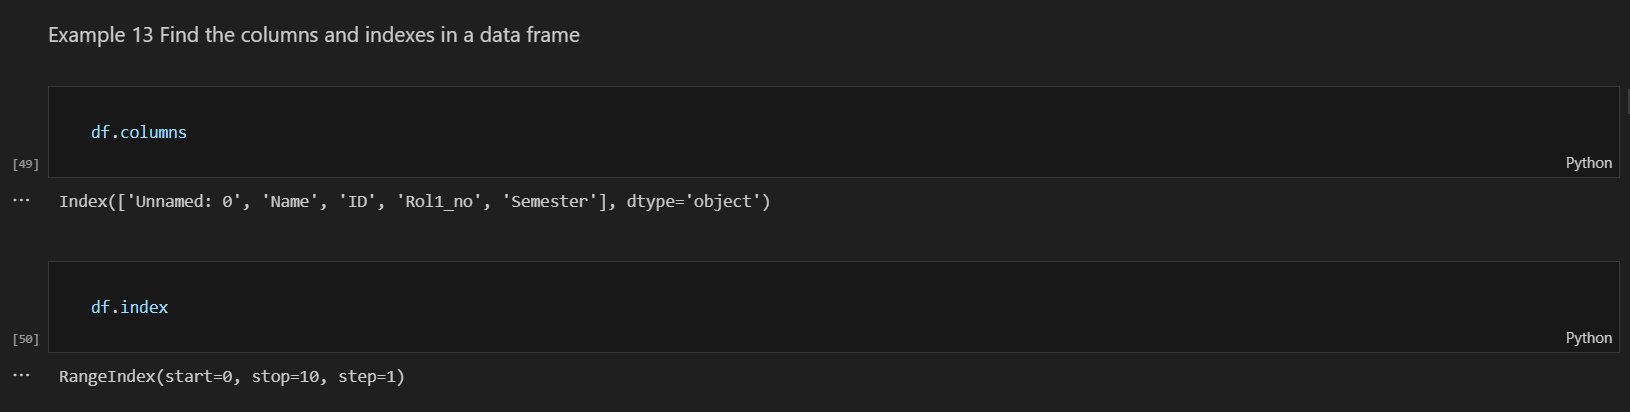 Example 13 Find the columns and indexes in a data frame
df.columns
[49]
Python
... Index(['Unnamed: 0', 'Name', 'ID', 'Rol1_no', 'Semester'], dtype='object')
df.index
[50]
Python
... RangeIndex(start=0, stop=10, step=1)